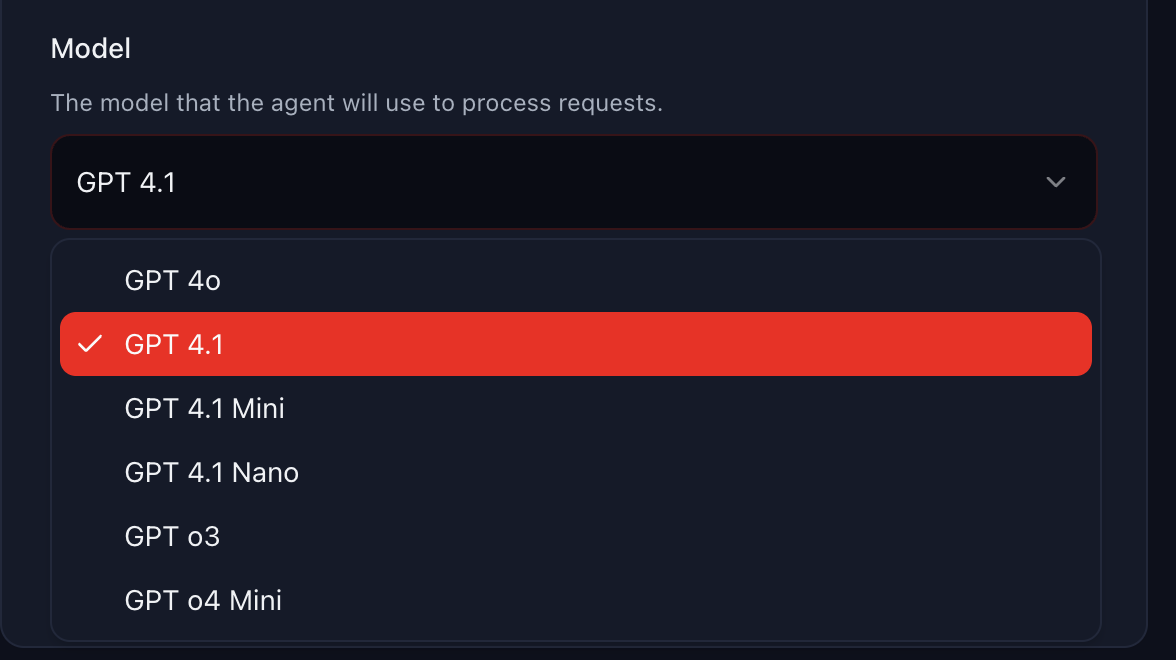 Model
The model that the agent will use to process requests.
GPT 4.1
GPT 4o
GPT 4.1
GPT 4.1 Mini
GPT 4.1 Nano
GPT o3
GPT o4 Mini